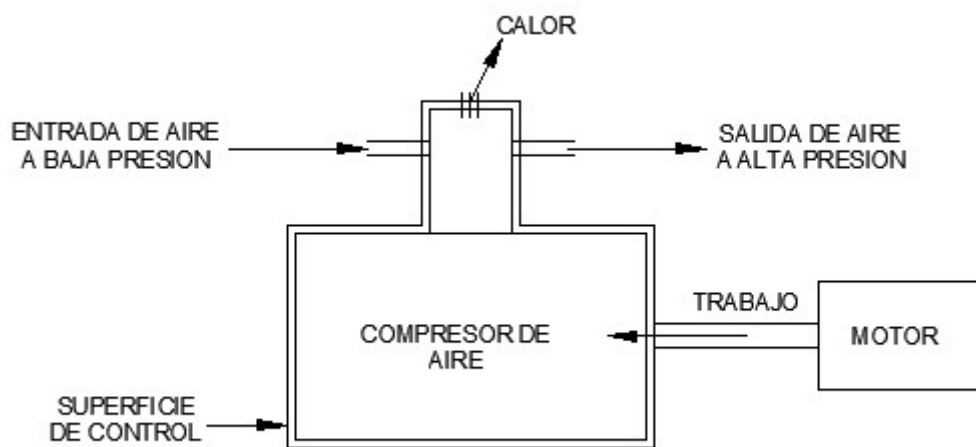 CALOR
ENTRADA DE AIRE
A BAJA PRESION
SALIDA DE AIRE
A ALTA PRESION
TRABAJO
MOTOR
COMPRESOR DE
AIRE
SUPERFICIE
DE CONTROL